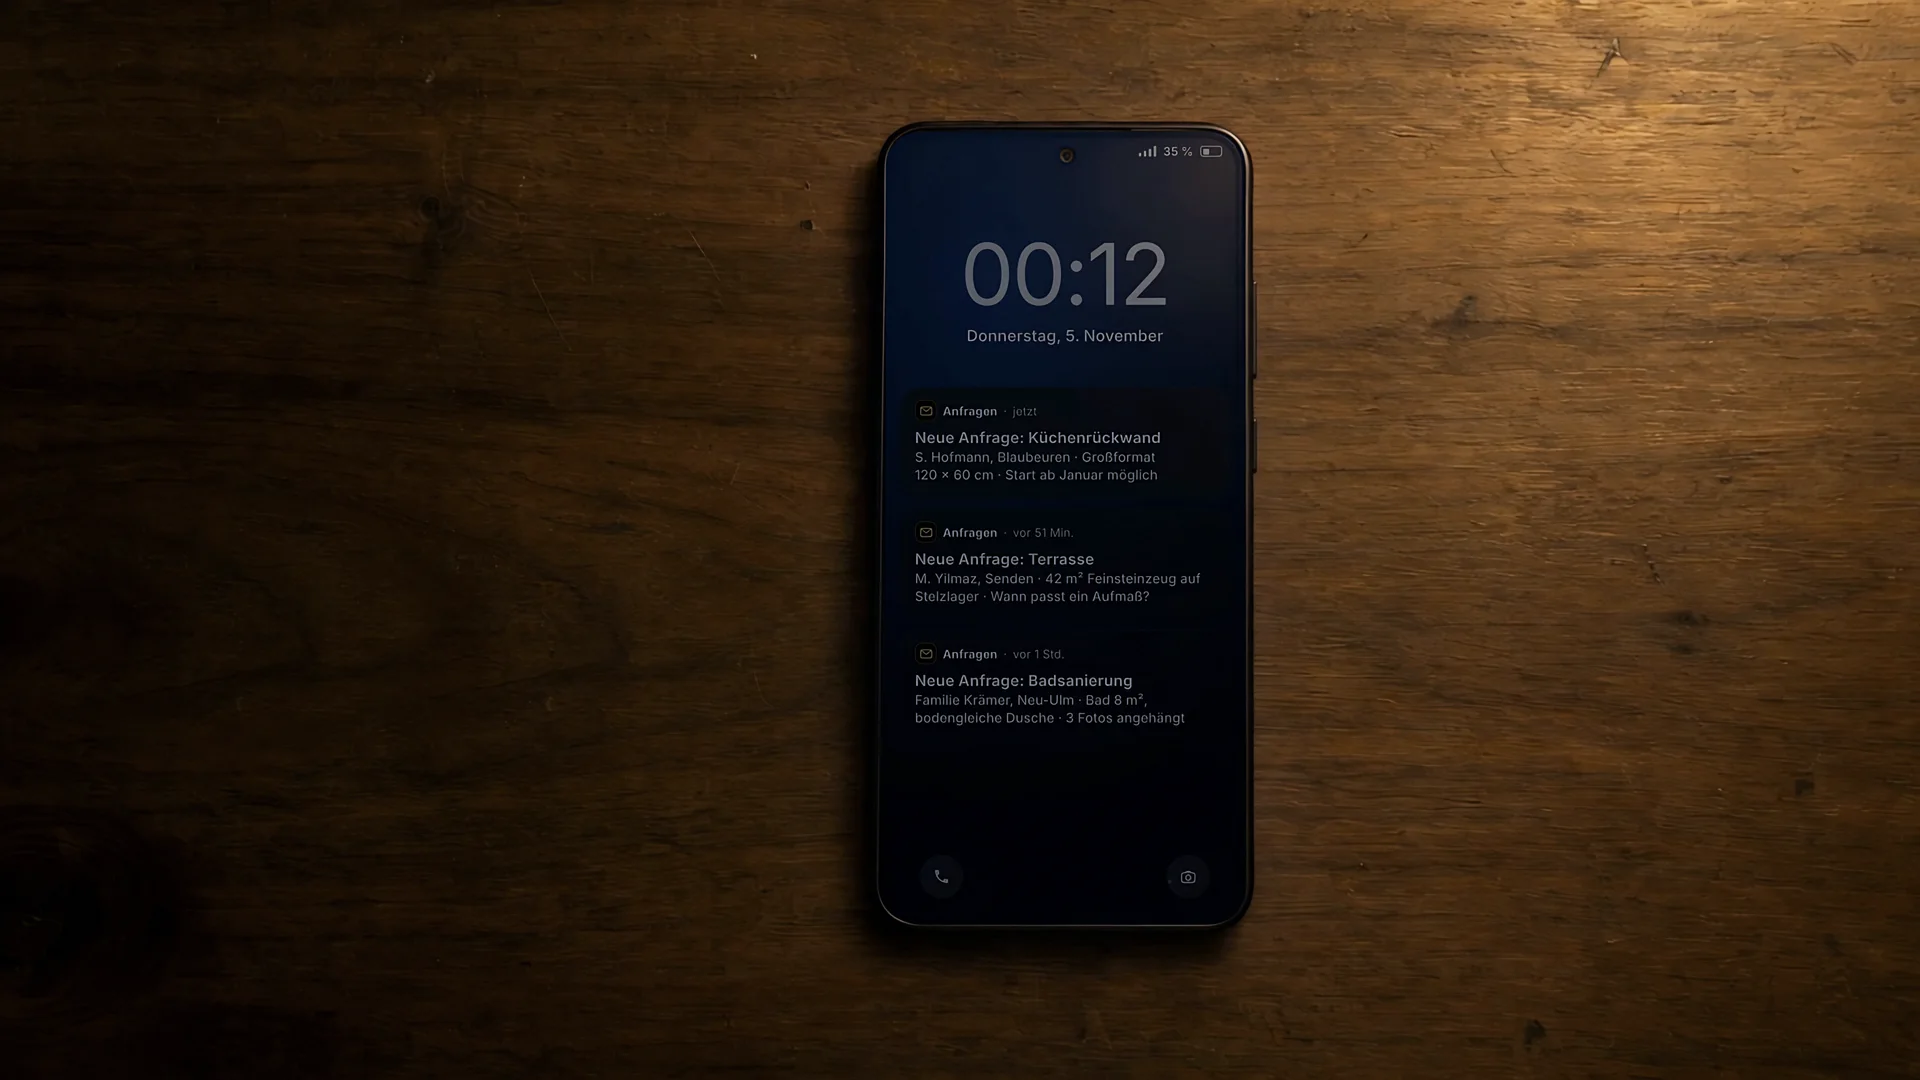 35 %
00:12
Donnerstag, 5. November
Anfragen · jetzt
Neue Anfrage: Küchenrückwand
S. Hofmann, Blaubeuren · Großformat
120 × 60 cm · Start ab Januar möglich
Anfragen · vor 51 Min.
Neue Anfrage: Terrasse
M. Yilmaz, Senden · 42 m² Feinsteinzeug auf
Stelzlager · Wann passt ein Aufmaß?
Anfragen · vor 1 Std.
Neue Anfrage: Badsanierung
Familie Krämer, Neu-Ulm · Bad 8 m²,
bodengleiche Dusche · 3 Fotos angehängt